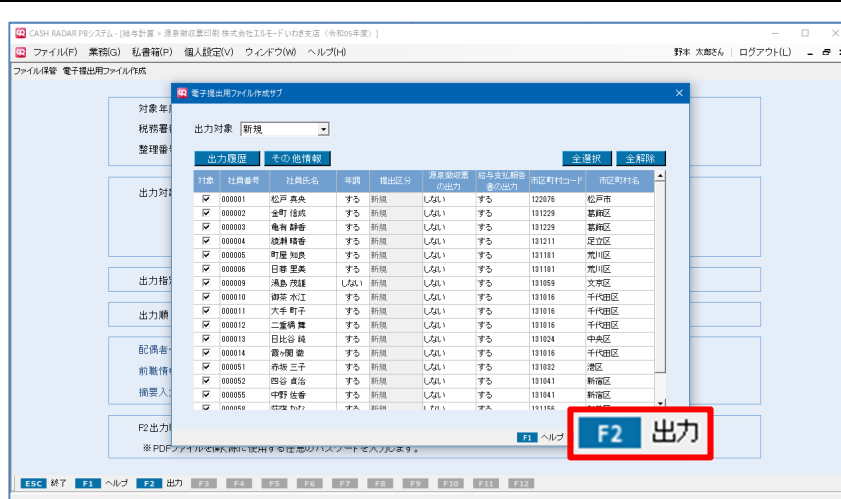 CASH RADAR PBシステム - [給与計算 > 源泉徴収票印刷 株式会社エルモードいわき支店（令和05年度）]
ファイル(F) 業務(G) 私書箱(P) 個人設定(V) ウィンドウ(W) ヘルプ(H) 野本 太郎さん | ログアウト(L)
ファイル保管 電子提出用ファイル作成
電子提出用ファイル作成サブ
対象年
税務署
整理番
出力対
出力指
出力順
配偶者
前職情
摘要入
F2出力
※PDFファイルを開く際に使用する任意のパスワードを入力します。
出力対象 新規
出力履歴 その他情報 全選択 全解除
対象 社員番号 社員氏名 年調 提出区分 源泉徴収票の出力 給与支払報告書の出力 市区町村コード 市区町村名
000001 松戸 真央 する 新規 しない する 122076 松戸市
000002 金町 信成 する 新規 しない する 131229 葛飾区
000003 亀有 静香 する 新規 しない する 131229 葛飾区
000004 綾瀬 晴香 する 新規 しない する 131211 足立区
000005 町屋 知良 する 新規 しない する 131181 荒川区
000006 日暮 里美 する 新規 しない する 131181 荒川区
000009 湯島 茂雄 しない 新規 しない する 131059 文京区
000010 御茶 水江 する 新規 しない する 131016 千代田区
000011 大手 町子 する 新規 しない する 131016 千代田区
000012 二重橋 舞 する 新規 しない する 131016 千代田区
000013 日比谷 純 する 新規 しない する 131024 中央区
000014 霞ヶ関 徹 する 新規 しない する 131016 千代田区
000051 赤坂 三子 する 新規 しない する 131032 港区
000052 四谷 貞治 する 新規 しない する 131041 新宿区
000055 中野 佐香 する 新規 しない する 131041 新宿区
000058 する 新規 しない する 131156
F1 ヘルプ
F2 出力
ESC 終了 F1 ヘルプ F2 出力 F3 F4 F5 F6 F7 F8 F9 F10 F11 F12